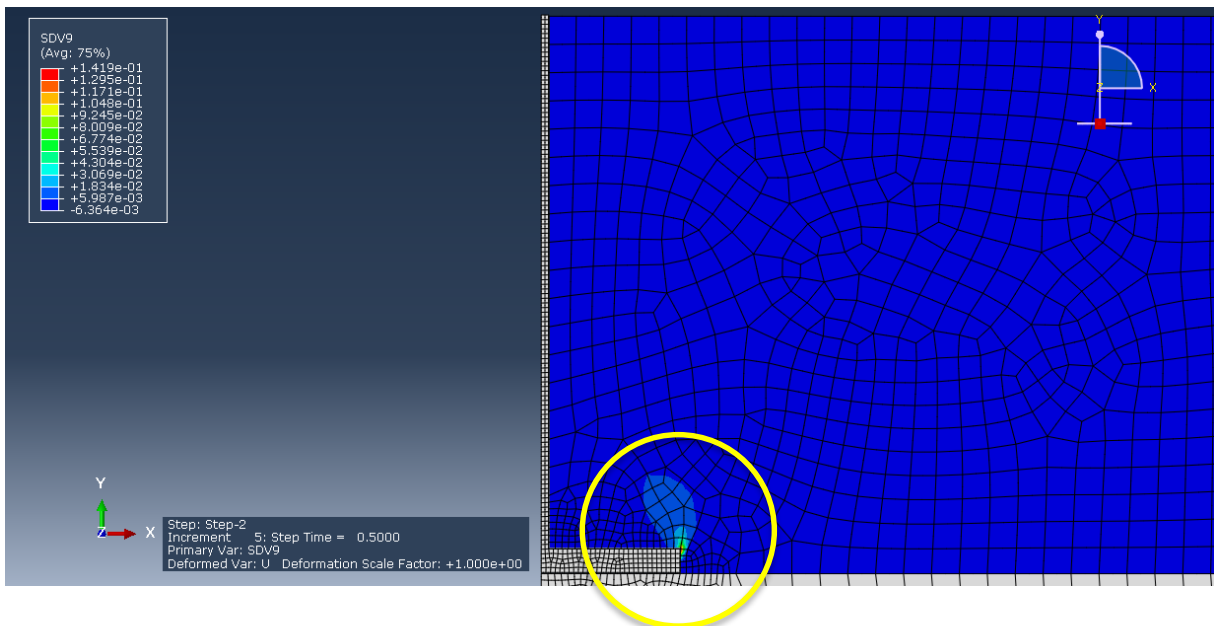 SDV9
(Avg: 75%)
+1.419e-01
+1.295e-01
+1.171e-01
+1.048e-01
+9.245e-02
+8.009e-02
+6.774e-02
+5.539e-02
+4.304e-02
+3.069e-02
+1.834e-02
+5.987e-03
-6.364e-03
Y
Z X
Y
Z X
Step: Step-2
Increment 5: Step Time = 0.5000
Primary Var: SDV9
Deformed Var: U Deformation Scale Factor: +1.000e+00